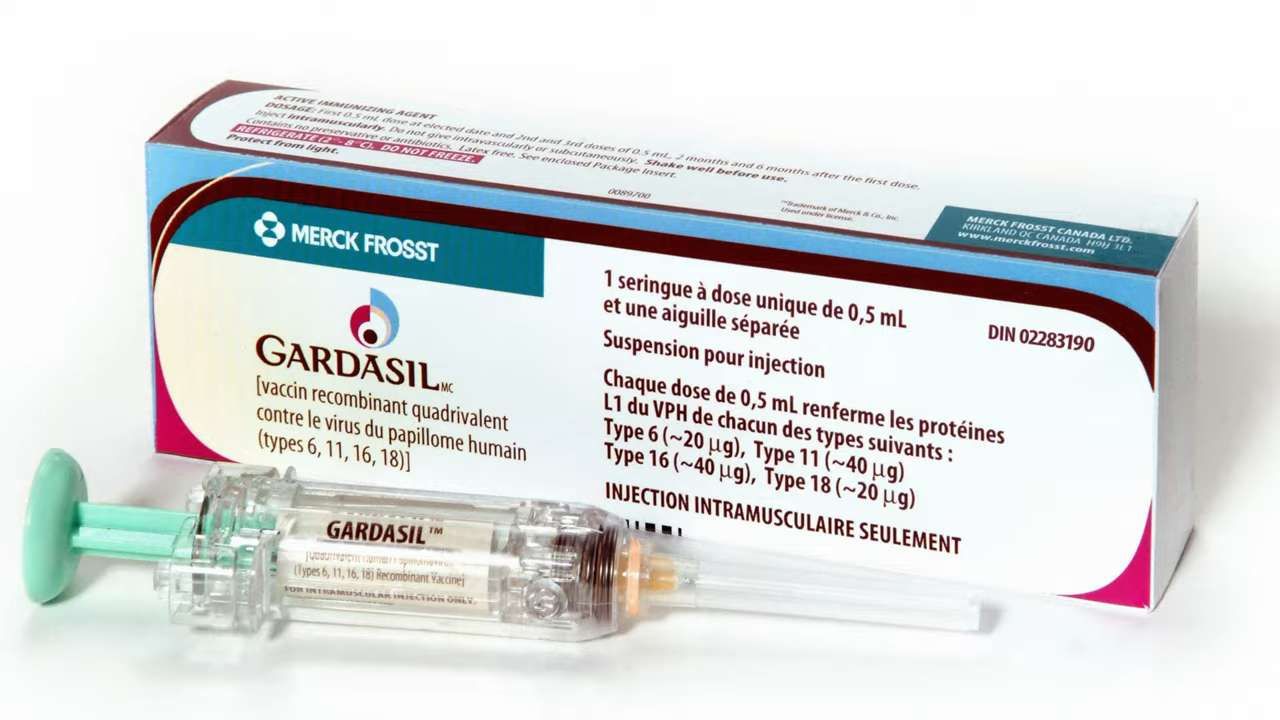 ACTIVE IMMUNIZING AGENT
DOSAGE: First 0.5 mL dose at elected date and 2nd and 3rd doses of 0.5 mL, 2 months and 6 months after the first dose.
Inject intramuscularly. Do not give intravascularly or subcutaneously. Shake well before use.
Contains no preservative or antibiotics. Latex free. See enclosed Package Insert.
REFRIGERATE (2° - 8°C). DO NOT FREEZE.
Protect from light.
0089700
™Trademark of Merck & Co., Inc.
Used under license.
MERCK FROSST CANADA LTD.
KIRKLAND QC CANADA H9H 3L1
www.merckfrosst.com
MERCK FROSST
GARDASIL MC
[vaccin recombinant quadrivalent
contre le virus du papillome humain
(types 6, 11, 16, 18)]
1 seringue à dose unique de 0,5 mL
et une aiguille séparée
DIN 02283190
Suspension pour injection
Chaque dose de 0,5 mL renferme les protéines
L1 du VPH de chacun des types suivants :
Type 6 (~20 µg), Type 11 (~40 µg)
Type 16 (~40 µg), Type 18 (~20 µg)
INJECTION INTRAMUSCULAIRE SEULEMENT
GARDASIL™
[Quadrivalent Human
(Types 6, 11, 16, 18) Recombinant Vaccine]
FOR INTRAMUSCULAR INJECTION ONLY.